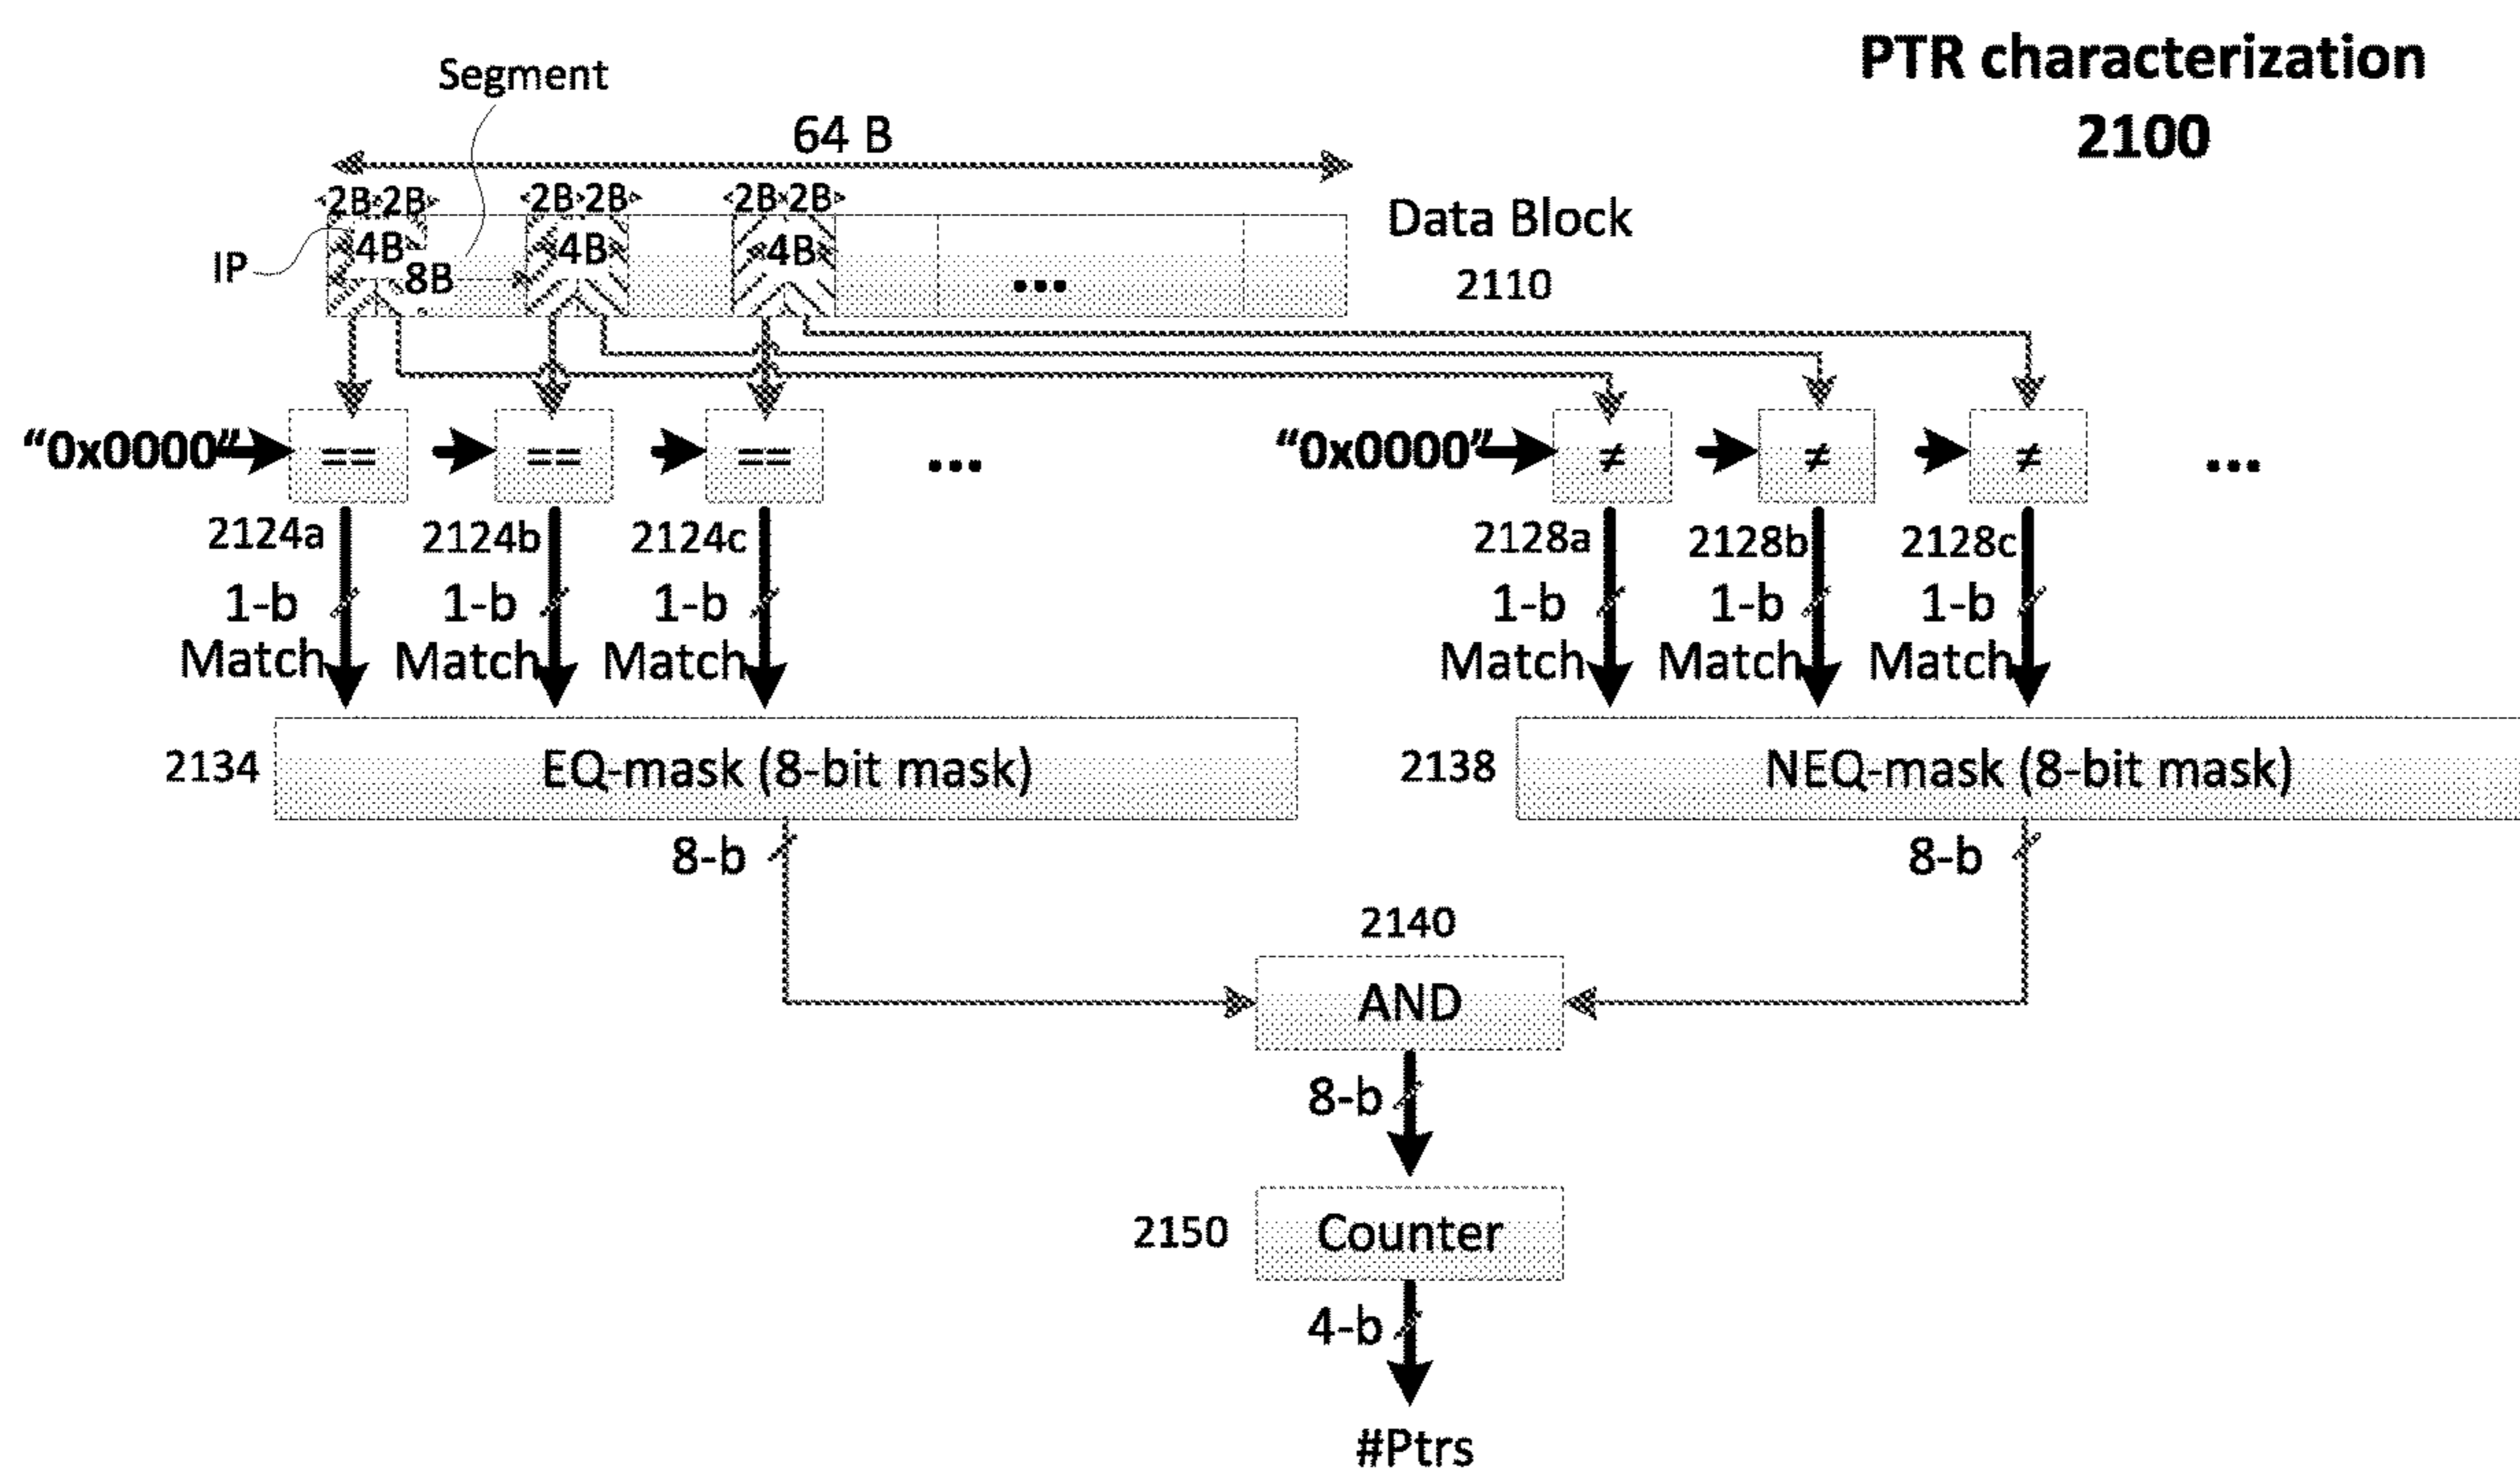 PTR characterization
2100
Segment
64 B
2B 2B 2B 2B 2B 2B
Data Block
2110
IP
4B 4B 4B
8B
...
"0x0000" == == == ... "0x0000" ≠ ≠ ≠ ...
2124a 2124b 2124c 2128a 2128b 2128c
1-b 1-b 1-b 1-b 1-b 1-b
Match Match Match Match Match Match
2134 EQ-mask (8-bit mask) 2138 NEQ-mask (8-bit mask)
8-b 8-b
2140
AND
8-b
2150 Counter
4-b
#Ptrs